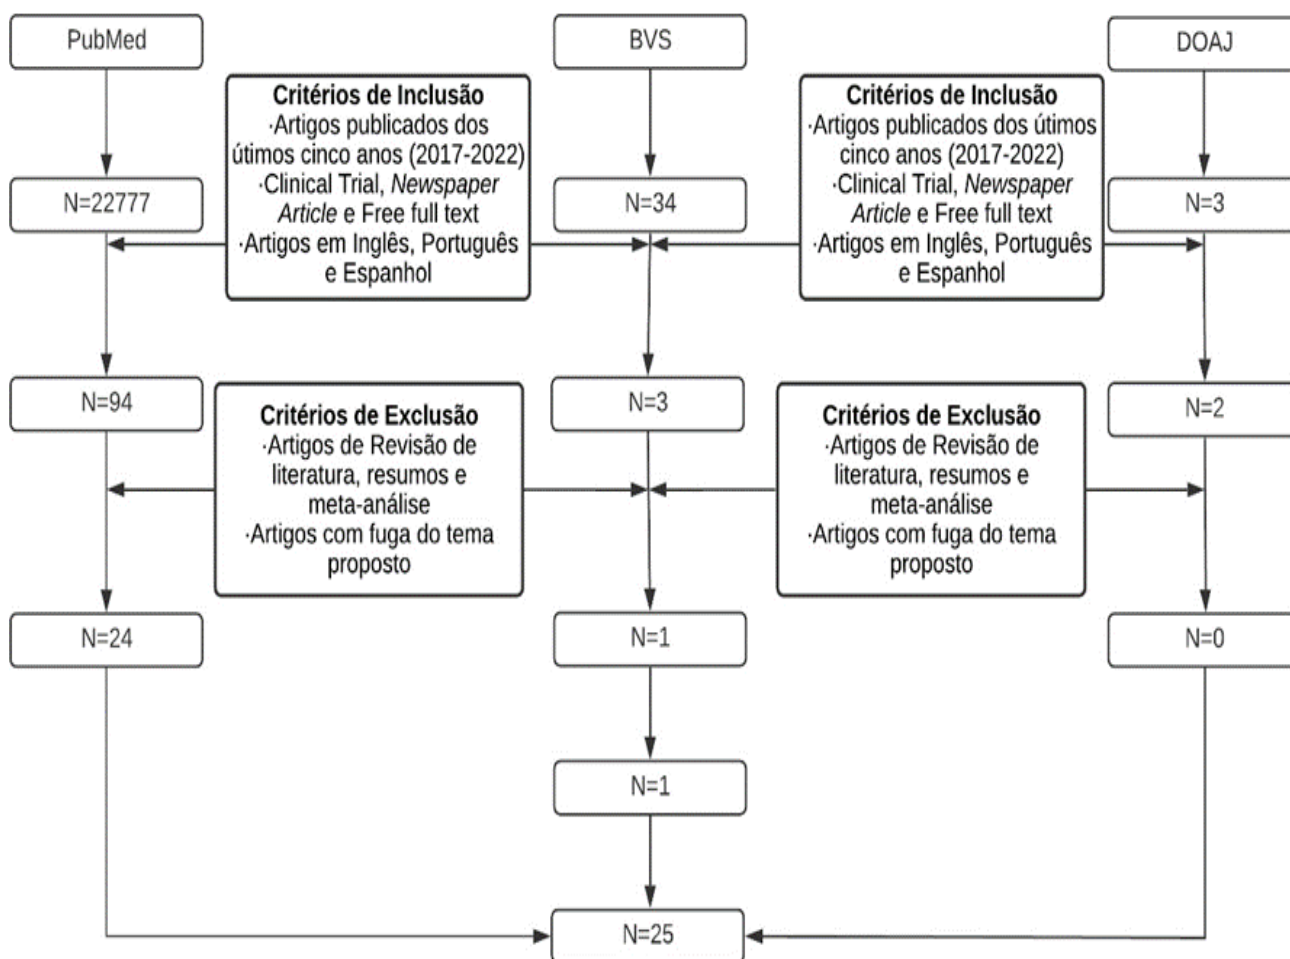 PubMed
BVS
DOAJ
Critérios de Inclusão
·Artigos publicados dos
útimos cinco anos (2017-2022)
·Clinical Trial, Newspaper
Article e Free full text
·Artigos em Inglês, Português
e Espanhol
Critérios de Inclusão
·Artigos publicados dos útimos
cinco anos (2017-2022)
·Clinical Trial, Newspaper
Article e Free full text
·Artigos em Inglês, Português
e Espanhol
N=22777
N=34
N=3
N=94
N=3
N=2
Critérios de Exclusão
·Artigos de Revisão de
literatura, resumos e
meta-análise
·Artigos com fuga do tema
proposto
Critérios de Exclusão
·Artigos de Revisão de
literatura, resumos e
meta-análise
·Artigos com fuga do tema
proposto
N=24
N=1
N=0
N=1
N=25